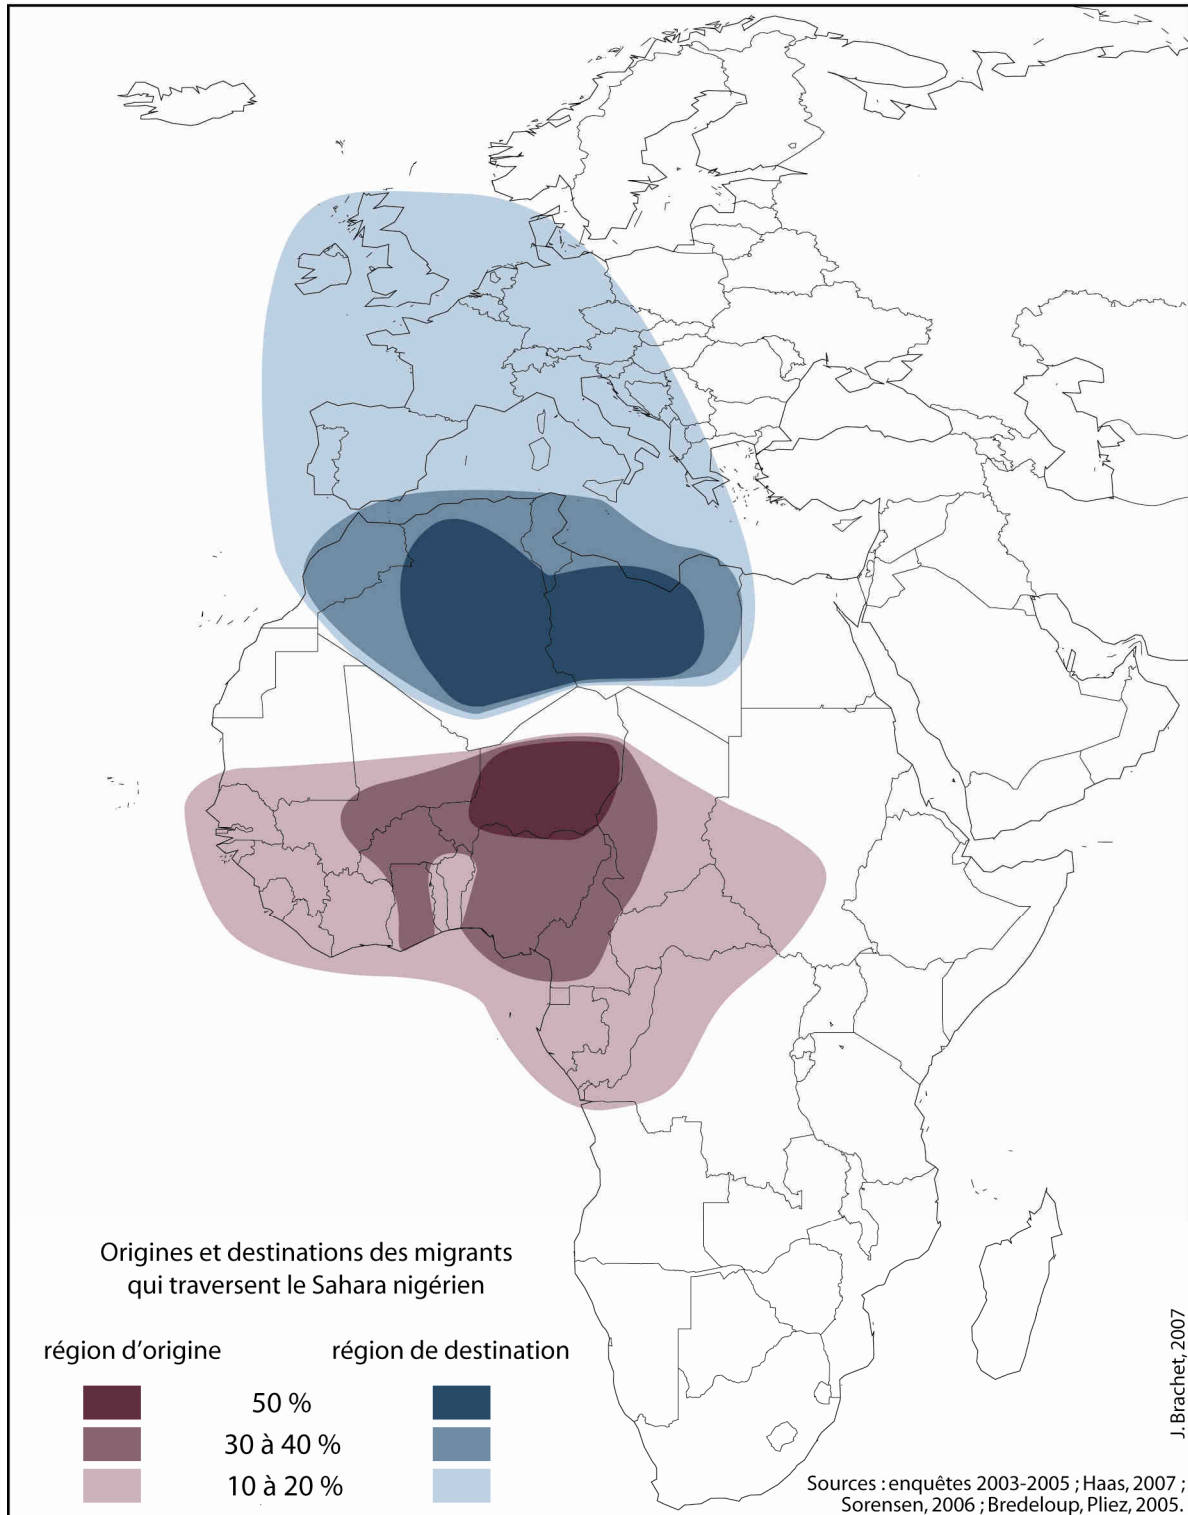 Origines et destinations des migrants
qui traversent le Sahara nigérien
région d’origine
région de destination
50 %
30 à 40 %
10 à 20 %
J. Brachet, 2007
Sources : enquêtes 2003-2005 ; Haas, 2007 ;
Sorensen, 2006 ; Bredeloup, Pliez, 2005.